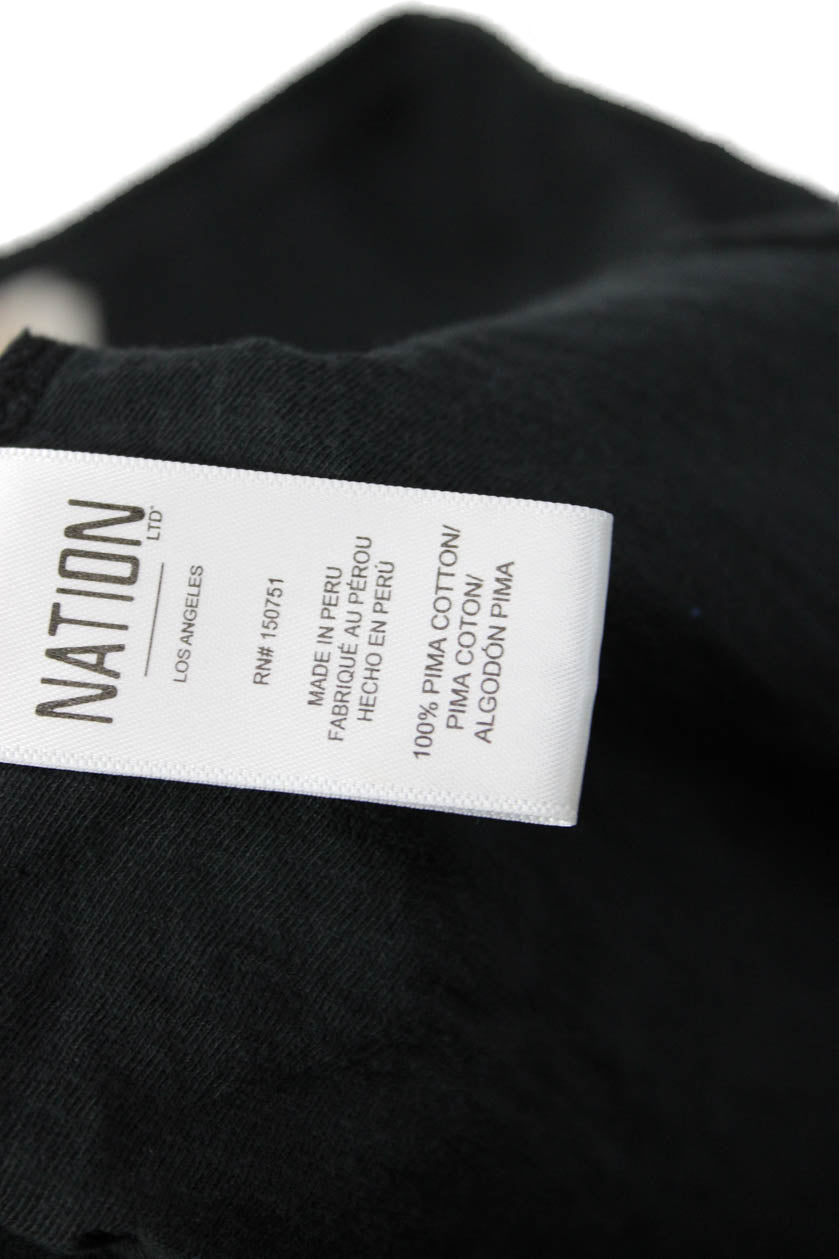 NATION
LTD™
LOS ANGELES
RN# 150751
MADE IN PERU
FABRIQUÉ AU PÉROU
HECHO EN PERÚ
100% PIMA COTTON/
PIMA COTON/
ALGODÓN PIMA